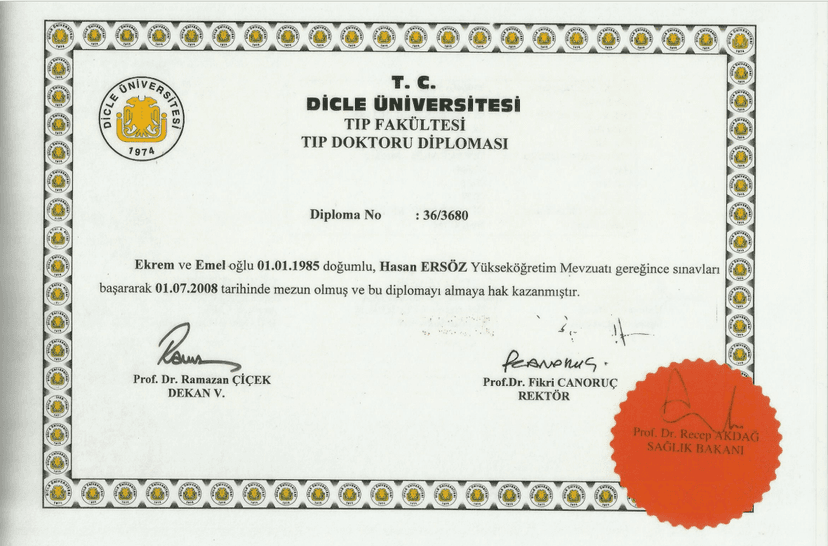 DİCLE ÜNİVERSİTESİ
1974
T. C.
DİCLE ÜNİVERSİTESİ
TIP FAKÜLTESİ
TIP DOKTORU DİPLOMASI
Diploma No : 36/3680
Ekrem ve Emel oğlu 01.01.1985 doğumlu, Hasan ERSÖZ Yükseköğretim Mevzuatı gereğince sınavları
başararak 01.07.2008 tarihinde mezun olmuş ve bu diplomayı almaya hak kazanmıştır.
Prof. Dr. Ramazan ÇİÇEK
DEKAN V.
Prof.Dr. Fikri CANORUÇ
REKTÖR
Prof. Dr. Recep AKDAĞ
SAĞLIK BAKANI